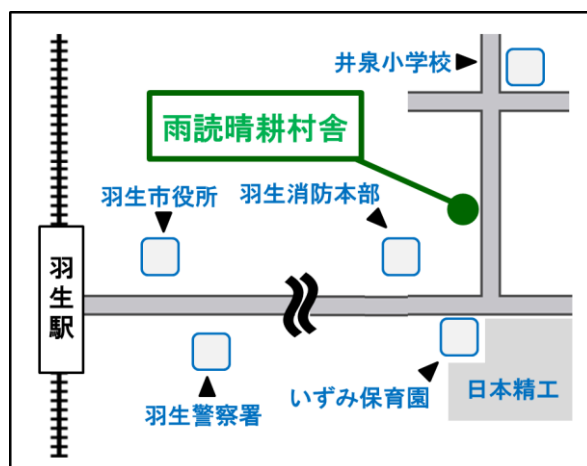 井泉小学校
雨読晴耕村舎
羽生市役所
羽生消防本部
羽生駅
いずみ保育園
日本精工
羽生警察署